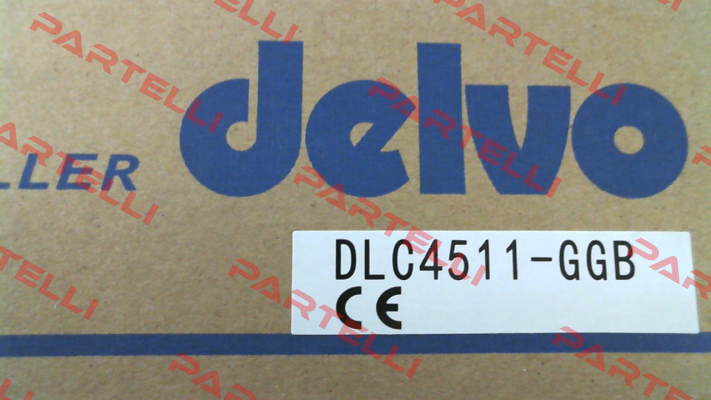 delvo
LLER
DLC4511-GGB
CE
PARTELLI